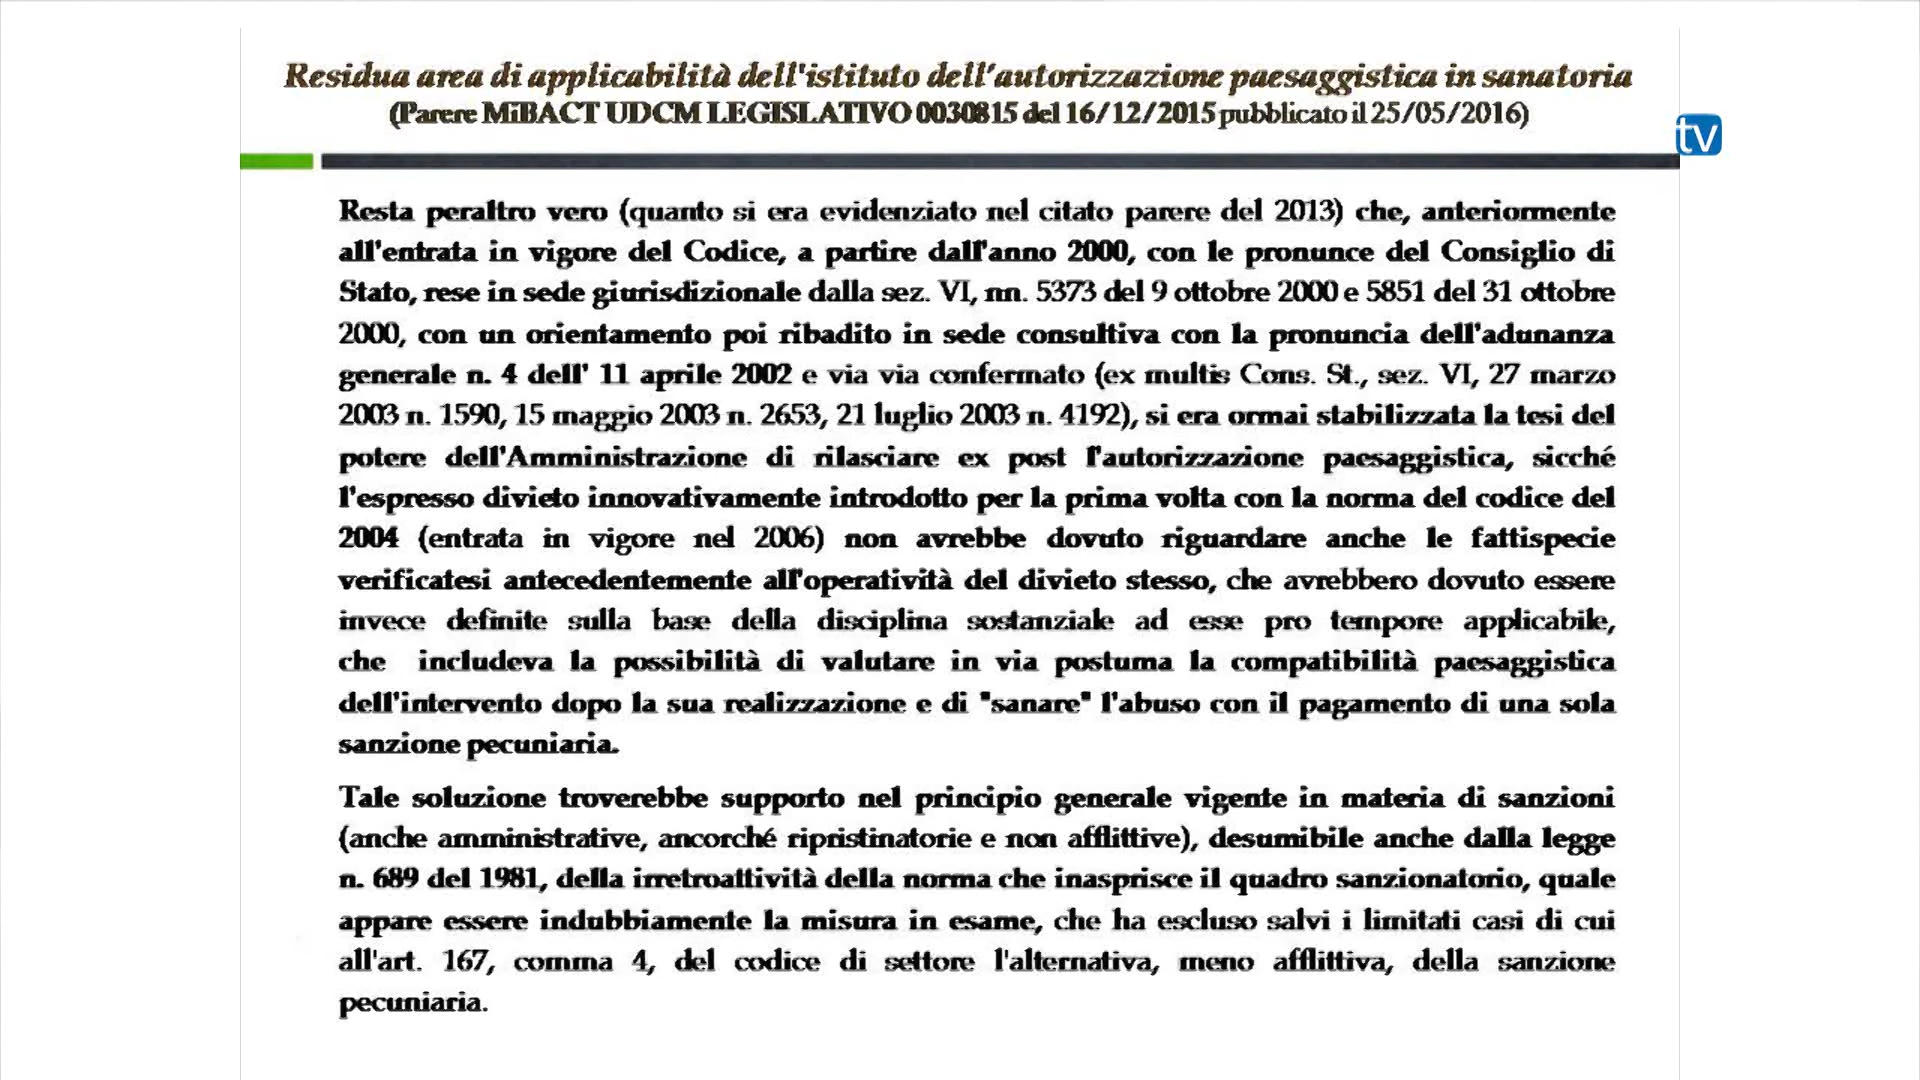 Residua area di applicabilità dell'istituto dell'autorizzazione paesaggistica in sanatoria
(Parere MiBACT UDCM LEGISLATIVO 0030815 del 16/12/2015 pubblicato il 25/05/2016)
tv
Resta peraltro vero (quanto si era evidenziato nel citato parere del 2013) che, anteriormente
all'entrata in vigore del Codice, a partire dall'anno 2000, con le pronunce del Consiglio di
Stato, rese in sede giurisdizionale dalla sez. VI, nn. 5373 del 9 ottobre 2000 e 5851 del 31 ottobre
2000, con un orientamento poi ribadito in sede consultiva con la pronuncia dell'adunanza
generale n. 4 dell' 11 aprile 2002 e via via confermato (ex multis Cons. St., sez. VI, 27 marzo
2003 n. 1590, 15 maggio 2003 n. 2653, 21 luglio 2003 n. 4192), si era ormai stabilizzata la tesi del
potere dell'Amministrazione di rilasciare ex post l'autorizzazione paesaggistica, sicché
l'espresso divieto innovativamente introdotto per la prima volta con la norma del codice del
2004 (entrata in vigore nel 2006) non avrebbe dovuto riguardare anche le fattispecie
verificatesi antecedentemente all'operatività del divieto stesso, che avrebbero dovuto essere
invece definite sulla base della disciplina sostanziale ad esse pro tempore applicabile,
che includeva la possibilità di valutare in via postuma la compatibilità paesaggistica
dell'intervento dopo la sua realizzazione e di "sanare" l'abuso con il pagamento di una sola
sanzione pecuniaria.
Tale soluzione troverebbe supporto nel principio generale vigente in materia di sanzioni
(anche amministrative, ancorché ripristinatorie e non afflittive), desumibile anche dalla legge
n. 689 del 1981, della irretroattività della norma che inasprisce il quadro sanzionatorio, quale
appare essere indubbiamente la misura in esame, che ha escluso salvi i limitati casi di cui
all'art. 167, comma 4, del codice di settore l'alternativa, meno afflittiva, della sanzione
pecuniaria.